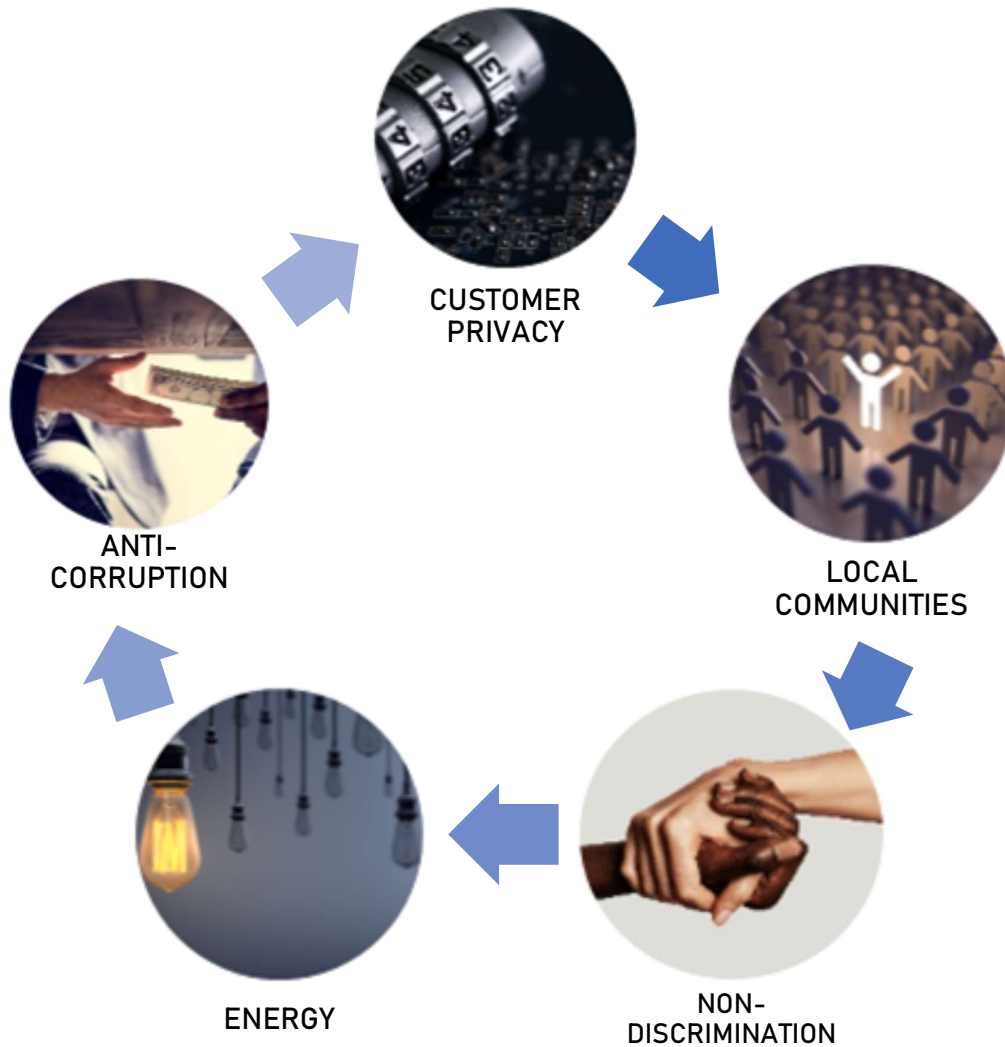 CUSTOMER
PRIVACY
LOCAL
COMMUNITIES
NON-
DISCRIMINATION
ENERGY
ANTI-
CORRUPTION